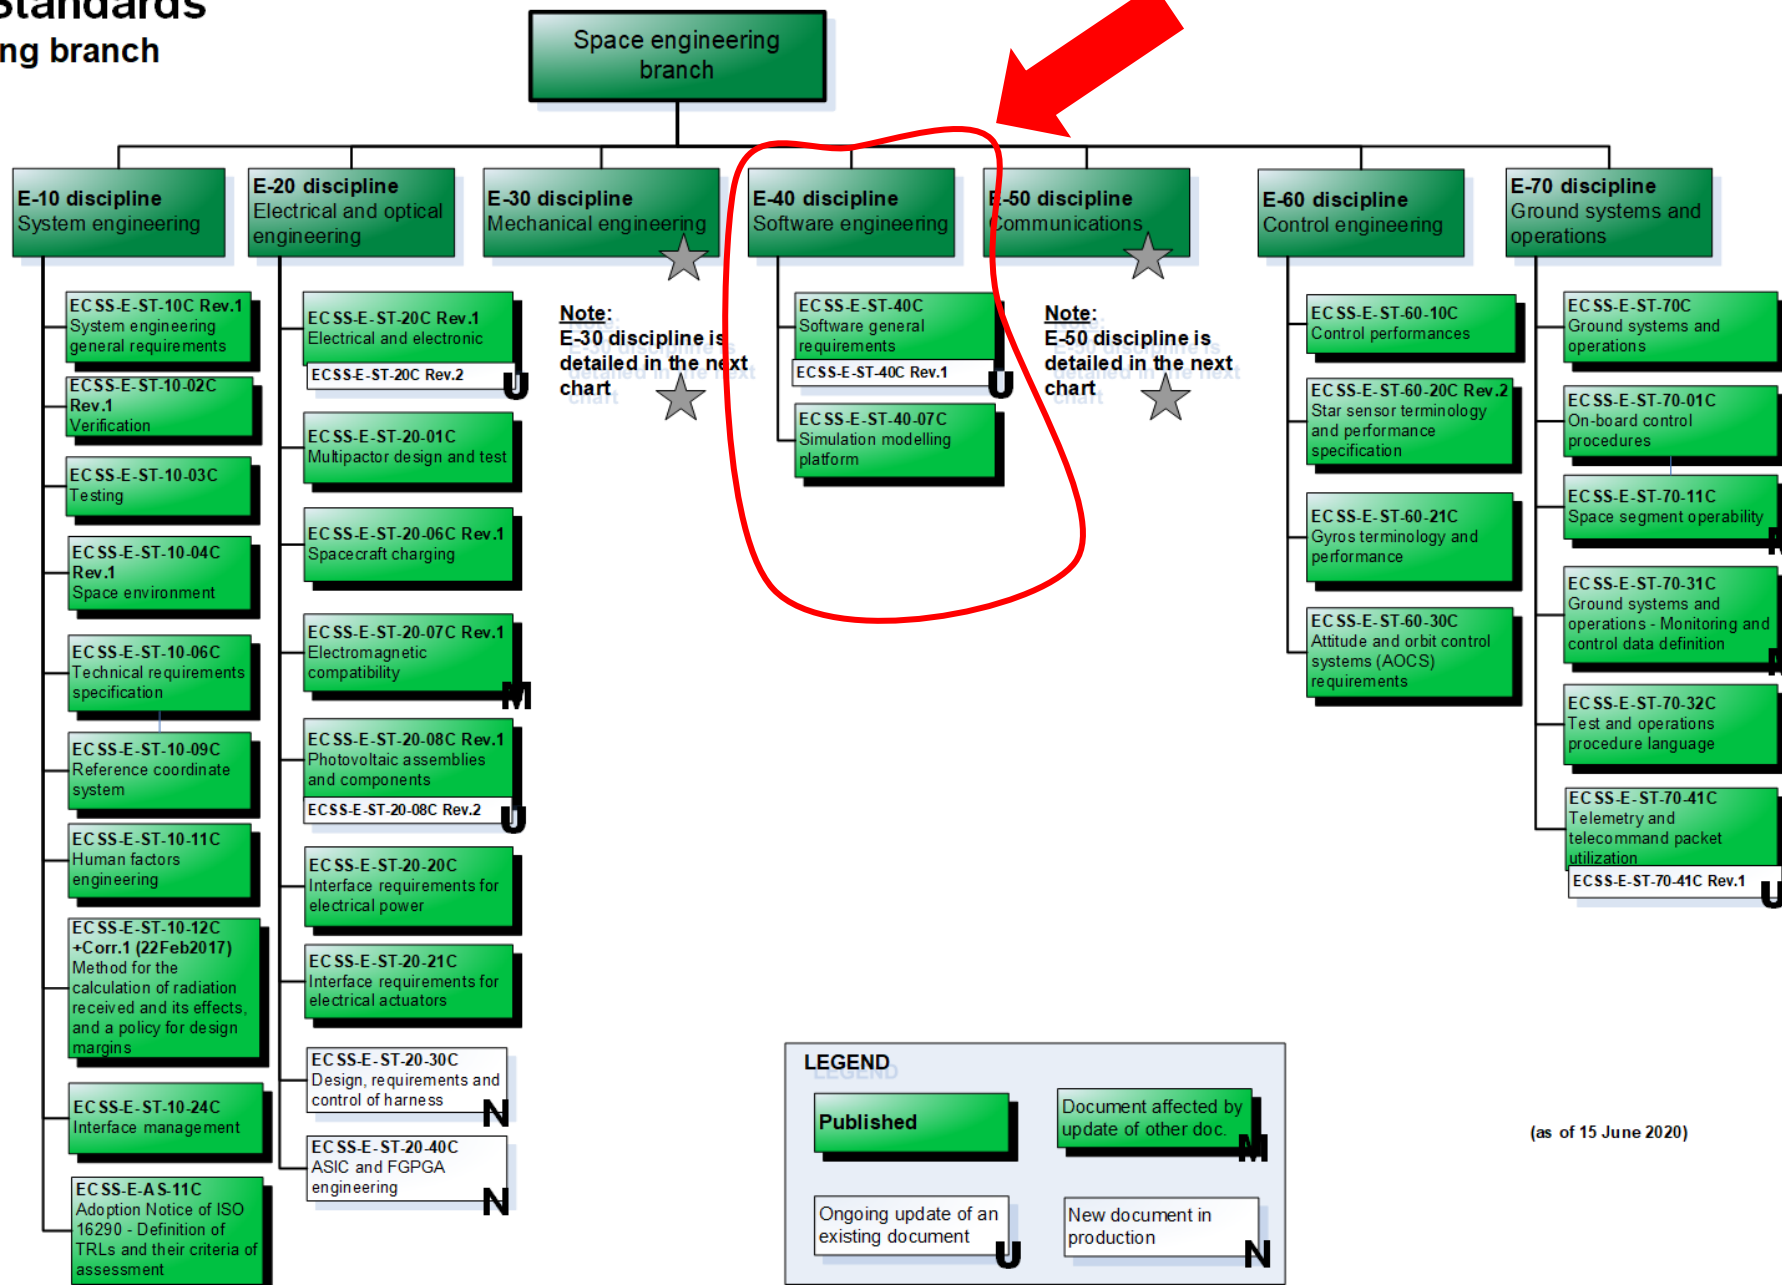 Standards
ng branch
Space engineering
branch
E-10 discipline
System engineering
ECSS-E-ST-10C Rev.1
System engineering
general requirements
ECSS-E-ST-10-02C
Rev.1
Verification
ECSS-E-ST-10-03C
Testing
ECSS-E-ST-10-04C
Rev.1
Space environment
ECSS-E-ST-10-06C
Technical requirements
specification
ECSS-E-ST-10-09C
Reference coordinate
system
ECSS-E-ST-10-11C
Human factors
engineering
ECSS-E-ST-10-12C
+Corr.1 (22Feb2017)
Method for the
calculation of radiation
received and its effects,
and a policy for design
margins
ECSS-E-ST-10-24C
Interface management
ECSS-E-AS-11C
Adoption Notice of ISO
16290 - Definition of
TRLs and their criteria of
assessment
E-20 discipline
Electrical and optical
engineering
ECSS-E-ST-20C Rev.1
Electrical and electronic
ECSS-E-ST-20C Rev.2
U
ECSS-E-ST-20-01C
Multipactor design and test
ECSS-E-ST-20-06C Rev.1
Spacecraft charging
ECSS-E-ST-20-07C Rev.1
Electromagnetic
compatibility
M
ECSS-E-ST-20-08C Rev.1
Photovoltaic assemblies
and components
ECSS-E-ST-20-08C Rev.2
U
ECSS-E-ST-20-20C
Interface requirements for
electrical power
ECSS-E-ST-20-21C
Interface requirements for
electrical actuators
ECSS-E-ST-20-30C
Design, requirements and
control of harness
N
ECSS-E-ST-20-40C
ASIC and FGPGA
engineering
N
E-30 discipline
Mechanical engineering
Note:
E-30 discipline is
detailed in the next
chart
E-40 discipline
Software engineering
ECSS-E-ST-40C
Software general
requirements
ECSS-E-ST-40C Rev.1
U
ECSS-E-ST-40-07C
Simulation modelling
platform
E-50 discipline
Communications
Note:
E-50 discipline is
detailed in the next
chart
E-60 discipline
Control engineering
ECSS-E-ST-60-10C
Control performances
ECSS-E-ST-60-20C Rev.2
Star sensor terminology
and performance
specification
ECSS-E-ST-60-21C
Gyros terminology and
performance
ECSS-E-ST-60-30C
Attitude and orbit control
systems (AOCS)
requirements
E-70 discipline
Ground systems and
operations
ECSS-E-ST-70C
Ground systems and
operations
ECSS-E-ST-70-01C
On-board control
procedures
ECSS-E-ST-70-11C
Space segment operability
ECSS-E-ST-70-31C
Ground systems and
operations - Monitoring and
control data definition
ECSS-E-ST-70-32C
Test and operations
procedure language
ECSS-E-ST-70-41C
Telemetry and
telecommand packet
utilization
ECSS-E-ST-70-41C Rev.1
U
LEGEND
Published
Document affected by
update of other doc.
M
Ongoing update of an
existing document
U
New document in
production
N
(as of 15 June 2020)